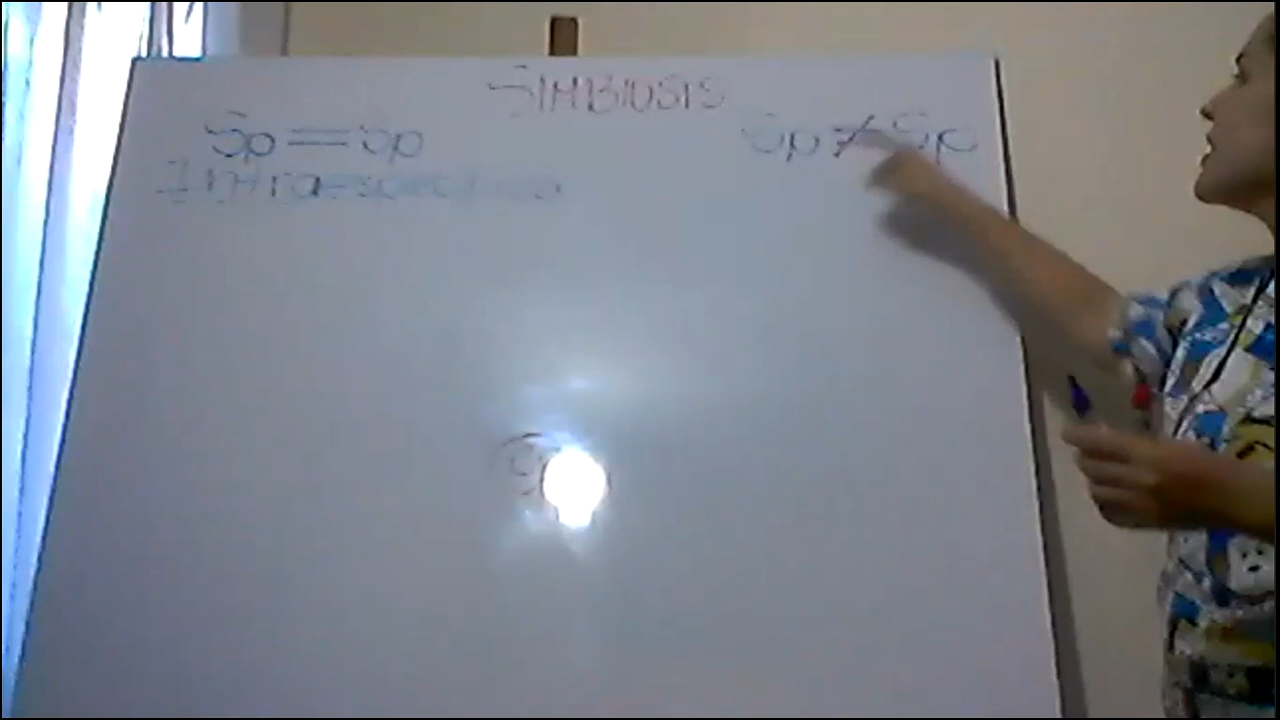 SIMBIOSIS
Sp = Sp
Sp ≠ Sp
Intraespecifica